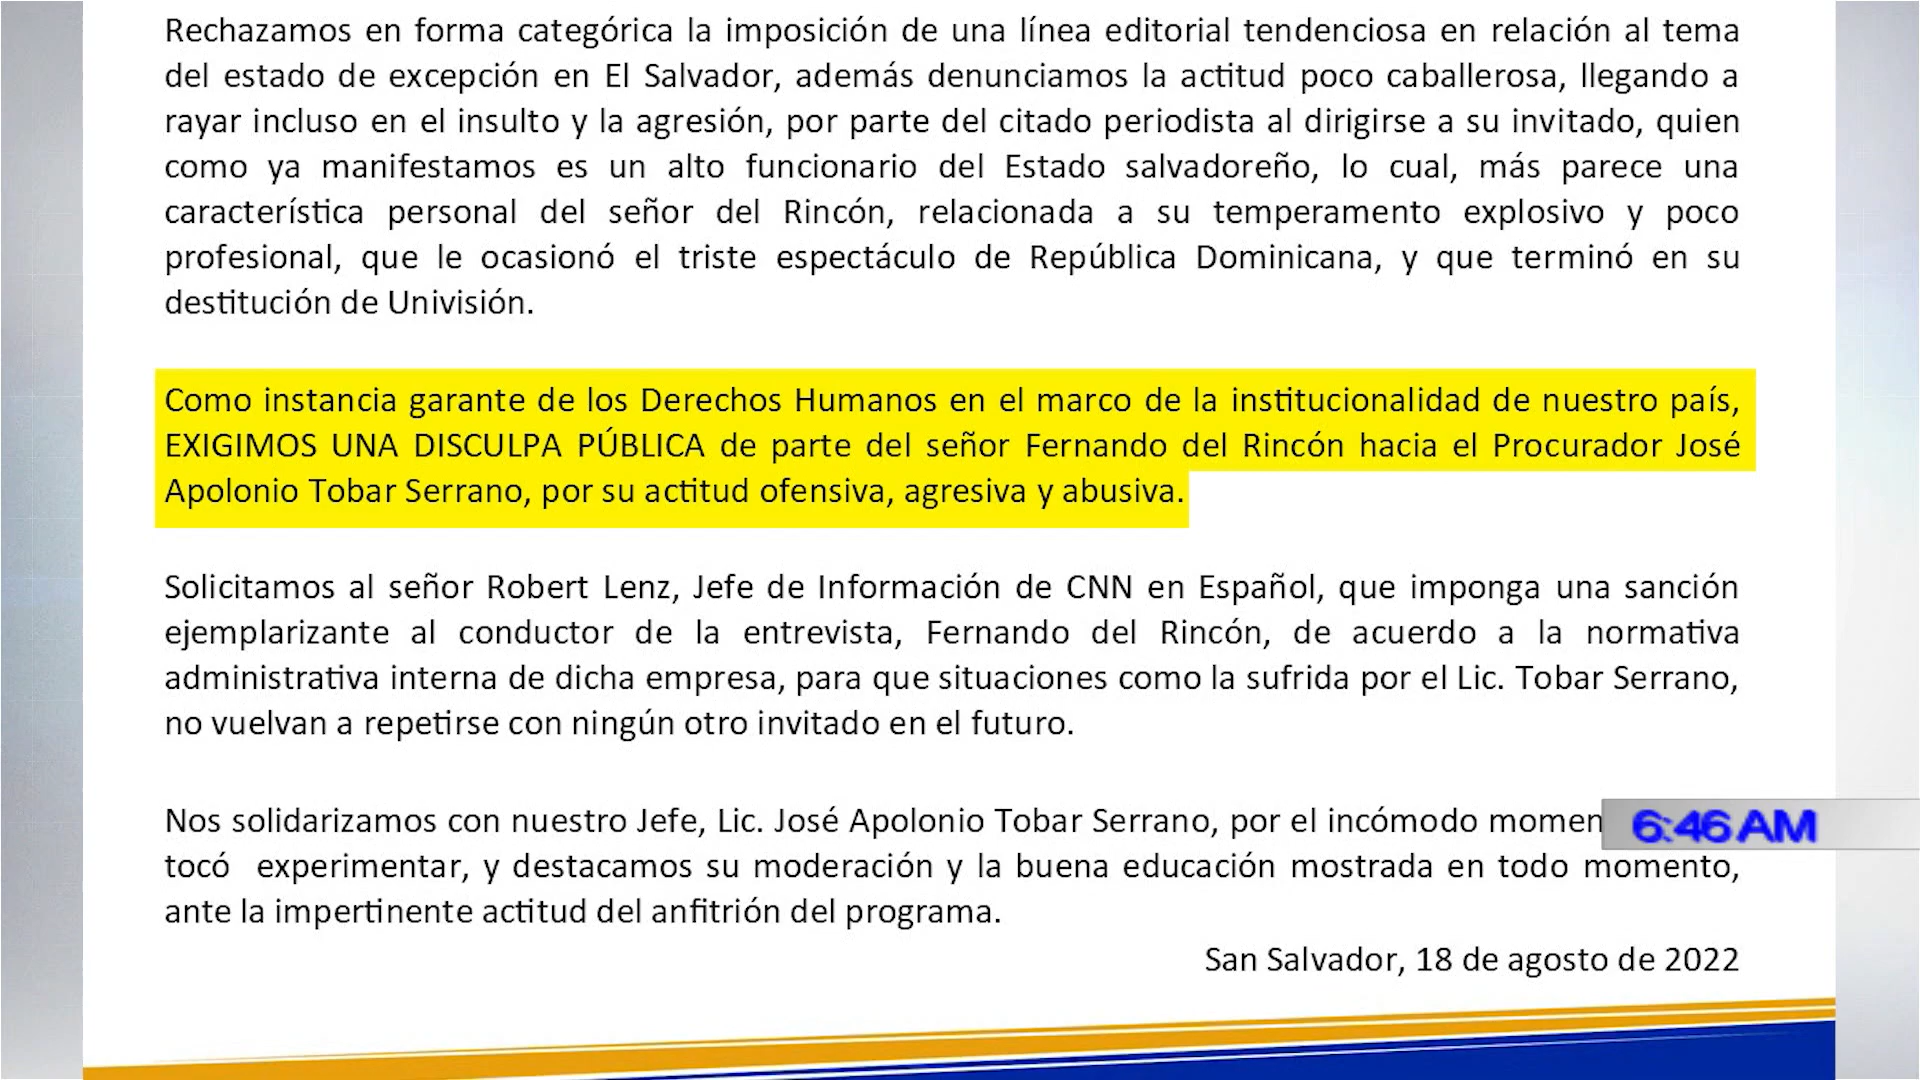 Rechazamos en forma categórica la imposición de una línea editorial tendenciosa en relación al tema
del estado de excepción en El Salvador, además denunciamos la actitud poco caballerosa, llegando a
rayar incluso en el insulto y la agresión, por parte del citado periodista al dirigirse a su invitado, quien
como ya manifestamos es un alto funcionario del Estado salvadoreño, lo cual, más parece una
característica personal del señor del Rincón, relacionada a su temperamento explosivo y poco
profesional, que le ocasionó el triste espectáculo de República Dominicana, y que terminó en su
destitución de Univisión.
Como instancia garante de los Derechos Humanos en el marco de la institucionalidad de nuestro país,
EXIGIMOS UNA DISCULPA PÚBLICA de parte del señor Fernando del Rincón hacia el Procurador José
Apolonio Tobar Serrano, por su actitud ofensiva, agresiva y abusiva.
Solicitamos al señor Robert Lenz, Jefe de Información de CNN en Español, que imponga una sanción
ejemplarizante al conductor de la entrevista, Fernando del Rincón, de acuerdo a la normativa
administrativa interna de dicha empresa, para que situaciones como la sufrida por el Lic. Tobar Serrano,
no vuelvan a repetirse con ningún otro invitado en el futuro.
Nos solidarizamos con nuestro Jefe, Lic. José Apolonio Tobar Serrano, por el incómodo momen
6:46 AM
tocó experimentar, y destacamos su moderación y la buena educación mostrada en todo momento,
ante la impertinente actitud del anfitrión del programa.
San Salvador, 18 de agosto de 2022